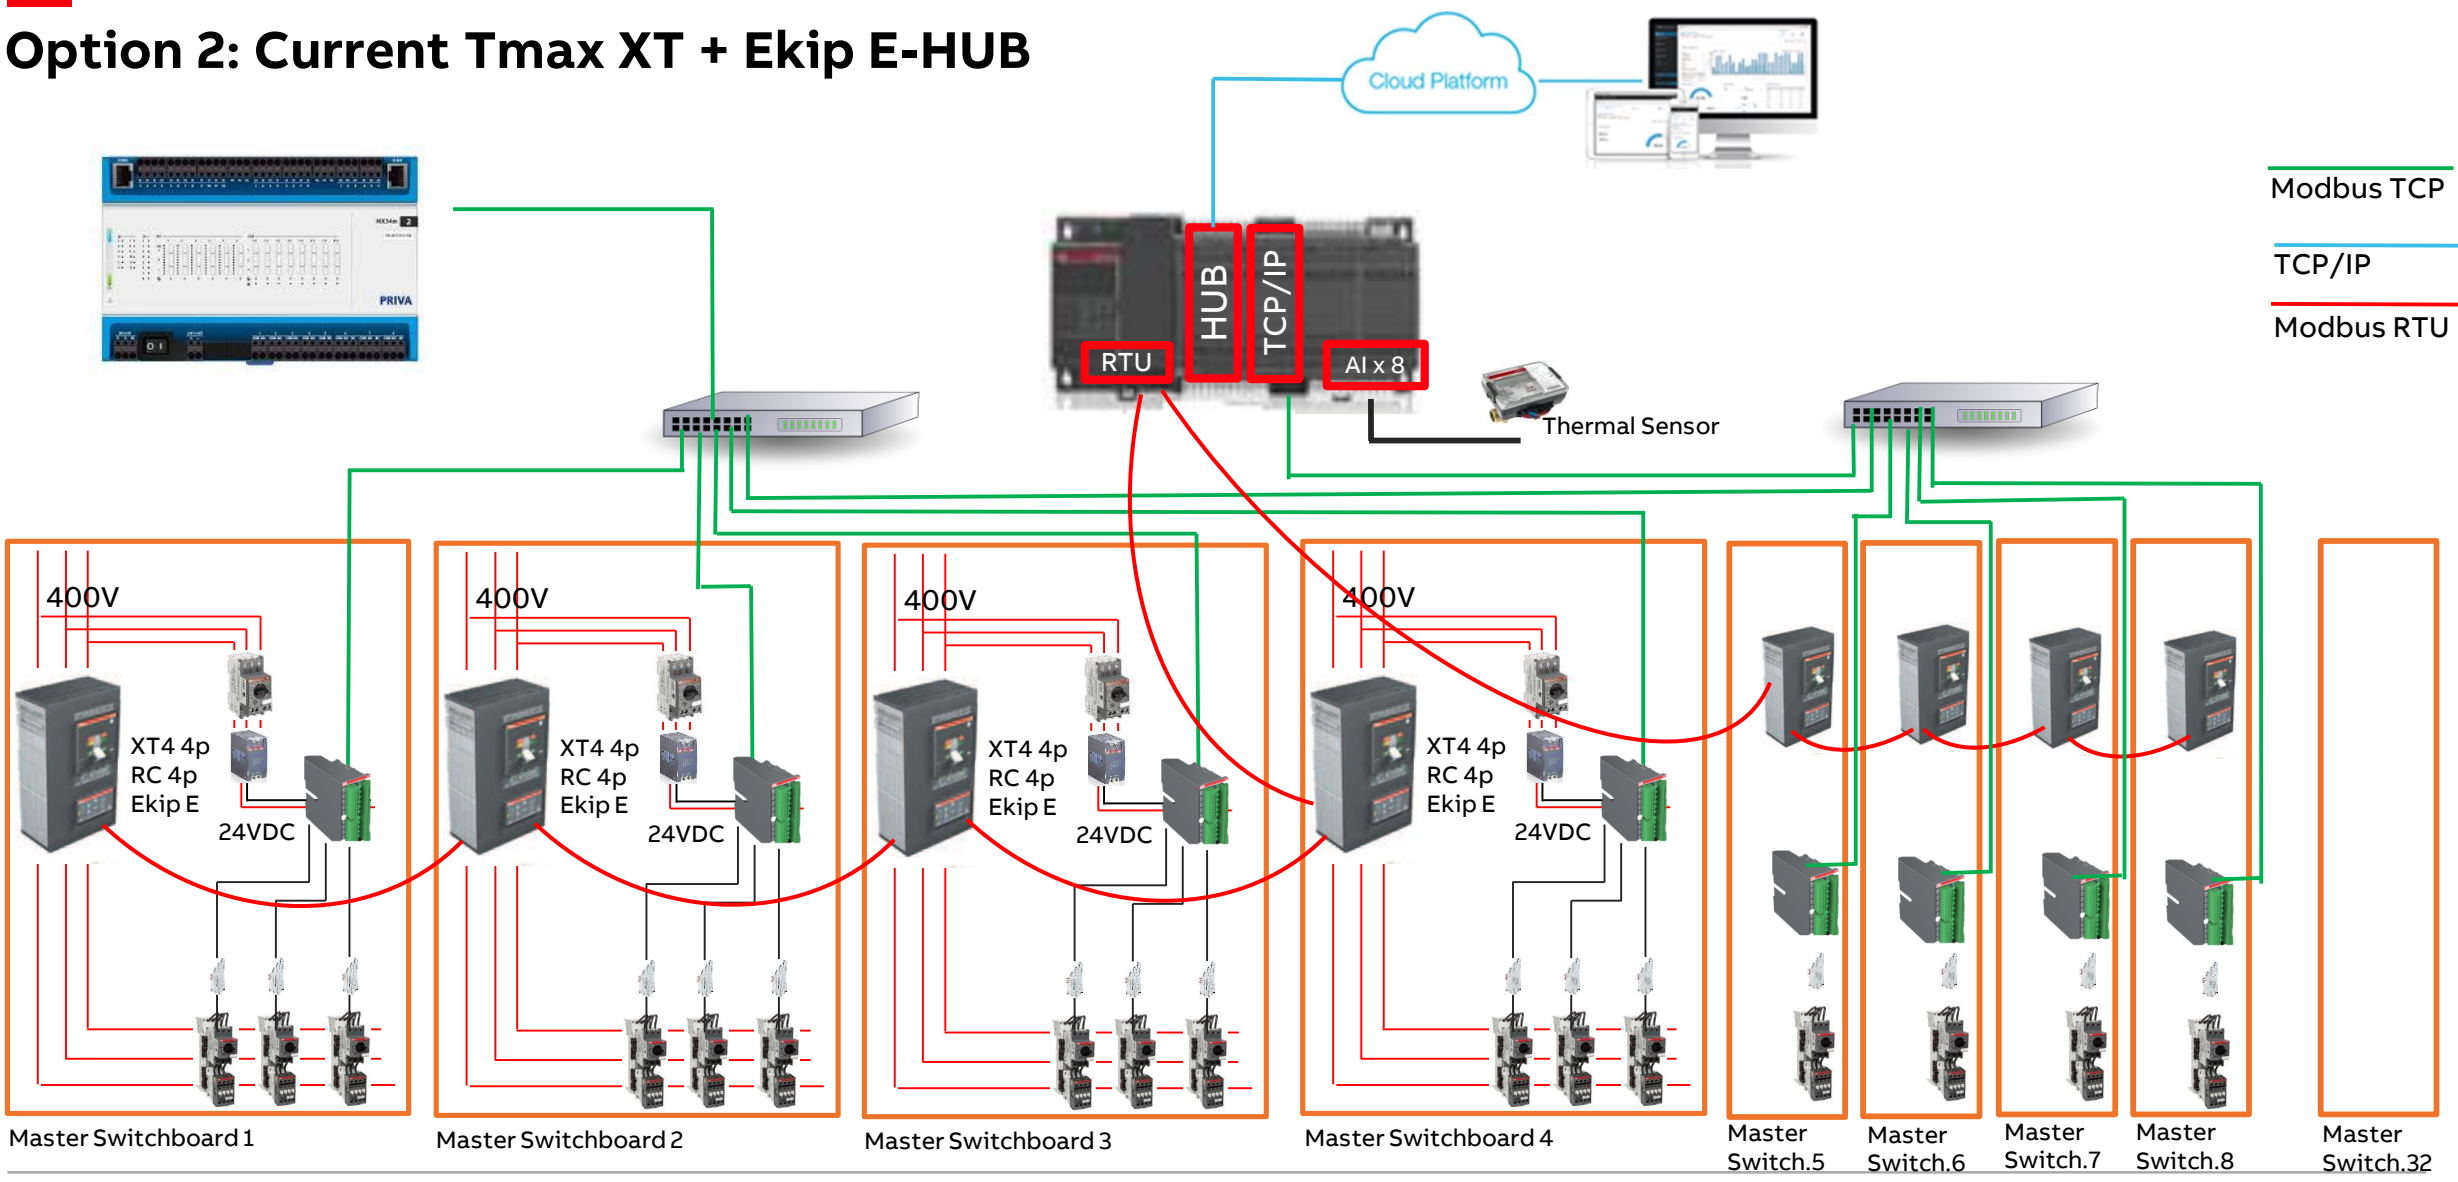 Option 2: Current Tmax XT + Ekip E-HUB
Cloud Platform
Modbus TCP
TCP/IP
Modbus RTU
PRIVA
2
O I
HUB
TCP/IP
RTU
AI x 8
Thermal Sensor
400V
XT4 4p
RC 4p
Ekip E
24VDC
400V
XT4 4p
RC 4p
Ekip E
24VDC
400V
XT4 4p
RC 4p
Ekip E
24VDC
400V
XT4 4p
RC 4p
Ekip E
24VDC
Master Switchboard 1
Master Switchboard 2
Master Switchboard 3
Master Switchboard 4
Master
Switch.5
Master
Switch.6
Master
Switch.7
Master
Switch.8
Master
Switch.32